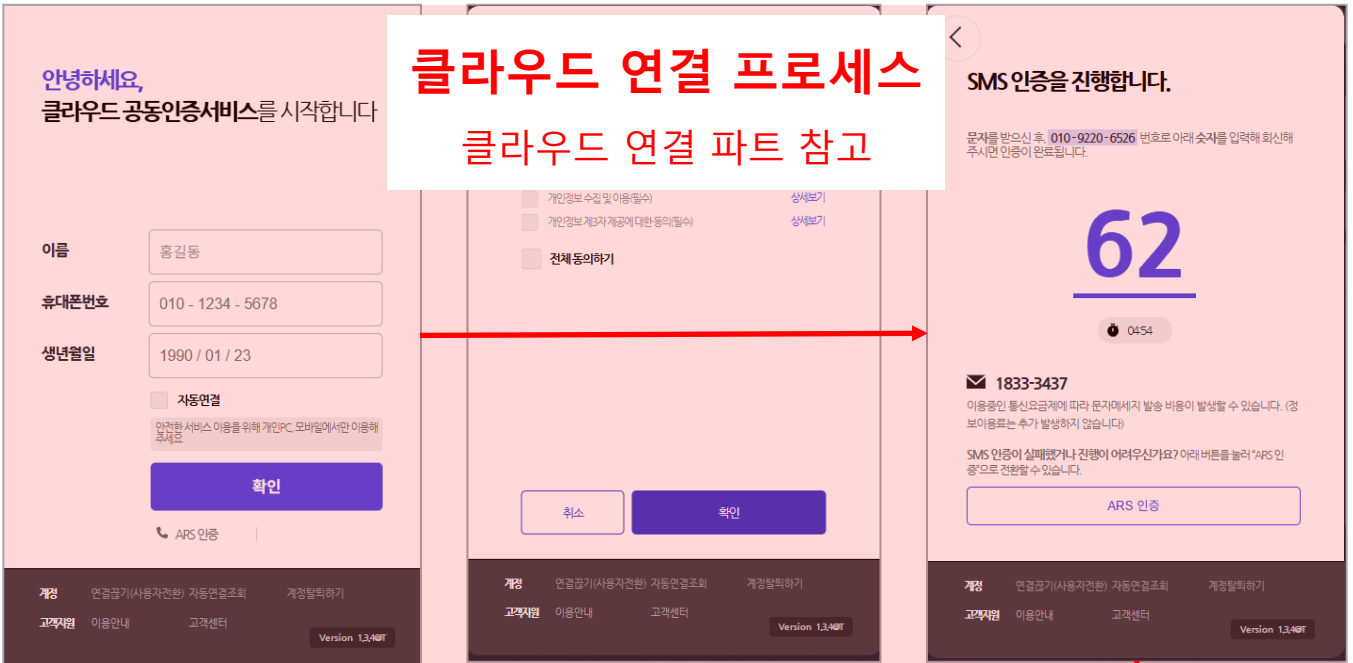 클라우드 연결 프로세스
클라우드 연결 파트 참고
안녕하세요,
클라우드 공동인증서비스를 시작합니다
이름
홍길동
휴대폰번호
010 - 1234 - 5678
생년월일
1990 / 01 / 23
자동연결
안전한 서비스 이용을 위해 개인PC, 모바일에서만 이용해
주세요
확인
ARS 인증
계정 연결끊기(사용자전환) 자동연결조회 계정탈퇴하기
고객지원 이용안내 고객센터
Version
개인정보 수집 및 이용(필수) 상세보기
개인정보 제3자 제공에 대한 동의(필수) 상세보기
전체 동의하기
취소 확인
계정 연결끊기(사용자전환) 자동연결조회 계정탈퇴하기
고객지원 이용안내 고객센터
Version
SMS 인증을 진행합니다.
문자를 받으신 후, 010-9220-6526 번호로 아래 숫자를 입력해 회신해
주시면 인증이 완료됩니다.
62
04:54
1833-3437
이용중인 통신요금제에 따라 문자메세지 발송 비용이 발생할 수 있습니다. (정
보이용료는 추가 발생하지 않습니다)
SMS 인증이 실패했거나 진행이 어려우신가요? 아래 버튼을 눌러 "ARS 인
증"으로 전환할 수 있습니다.
ARS 인증
계정 연결끊기(사용자전환) 자동연결조회 계정탈퇴하기
고객지원 이용안내 고객센터
Version